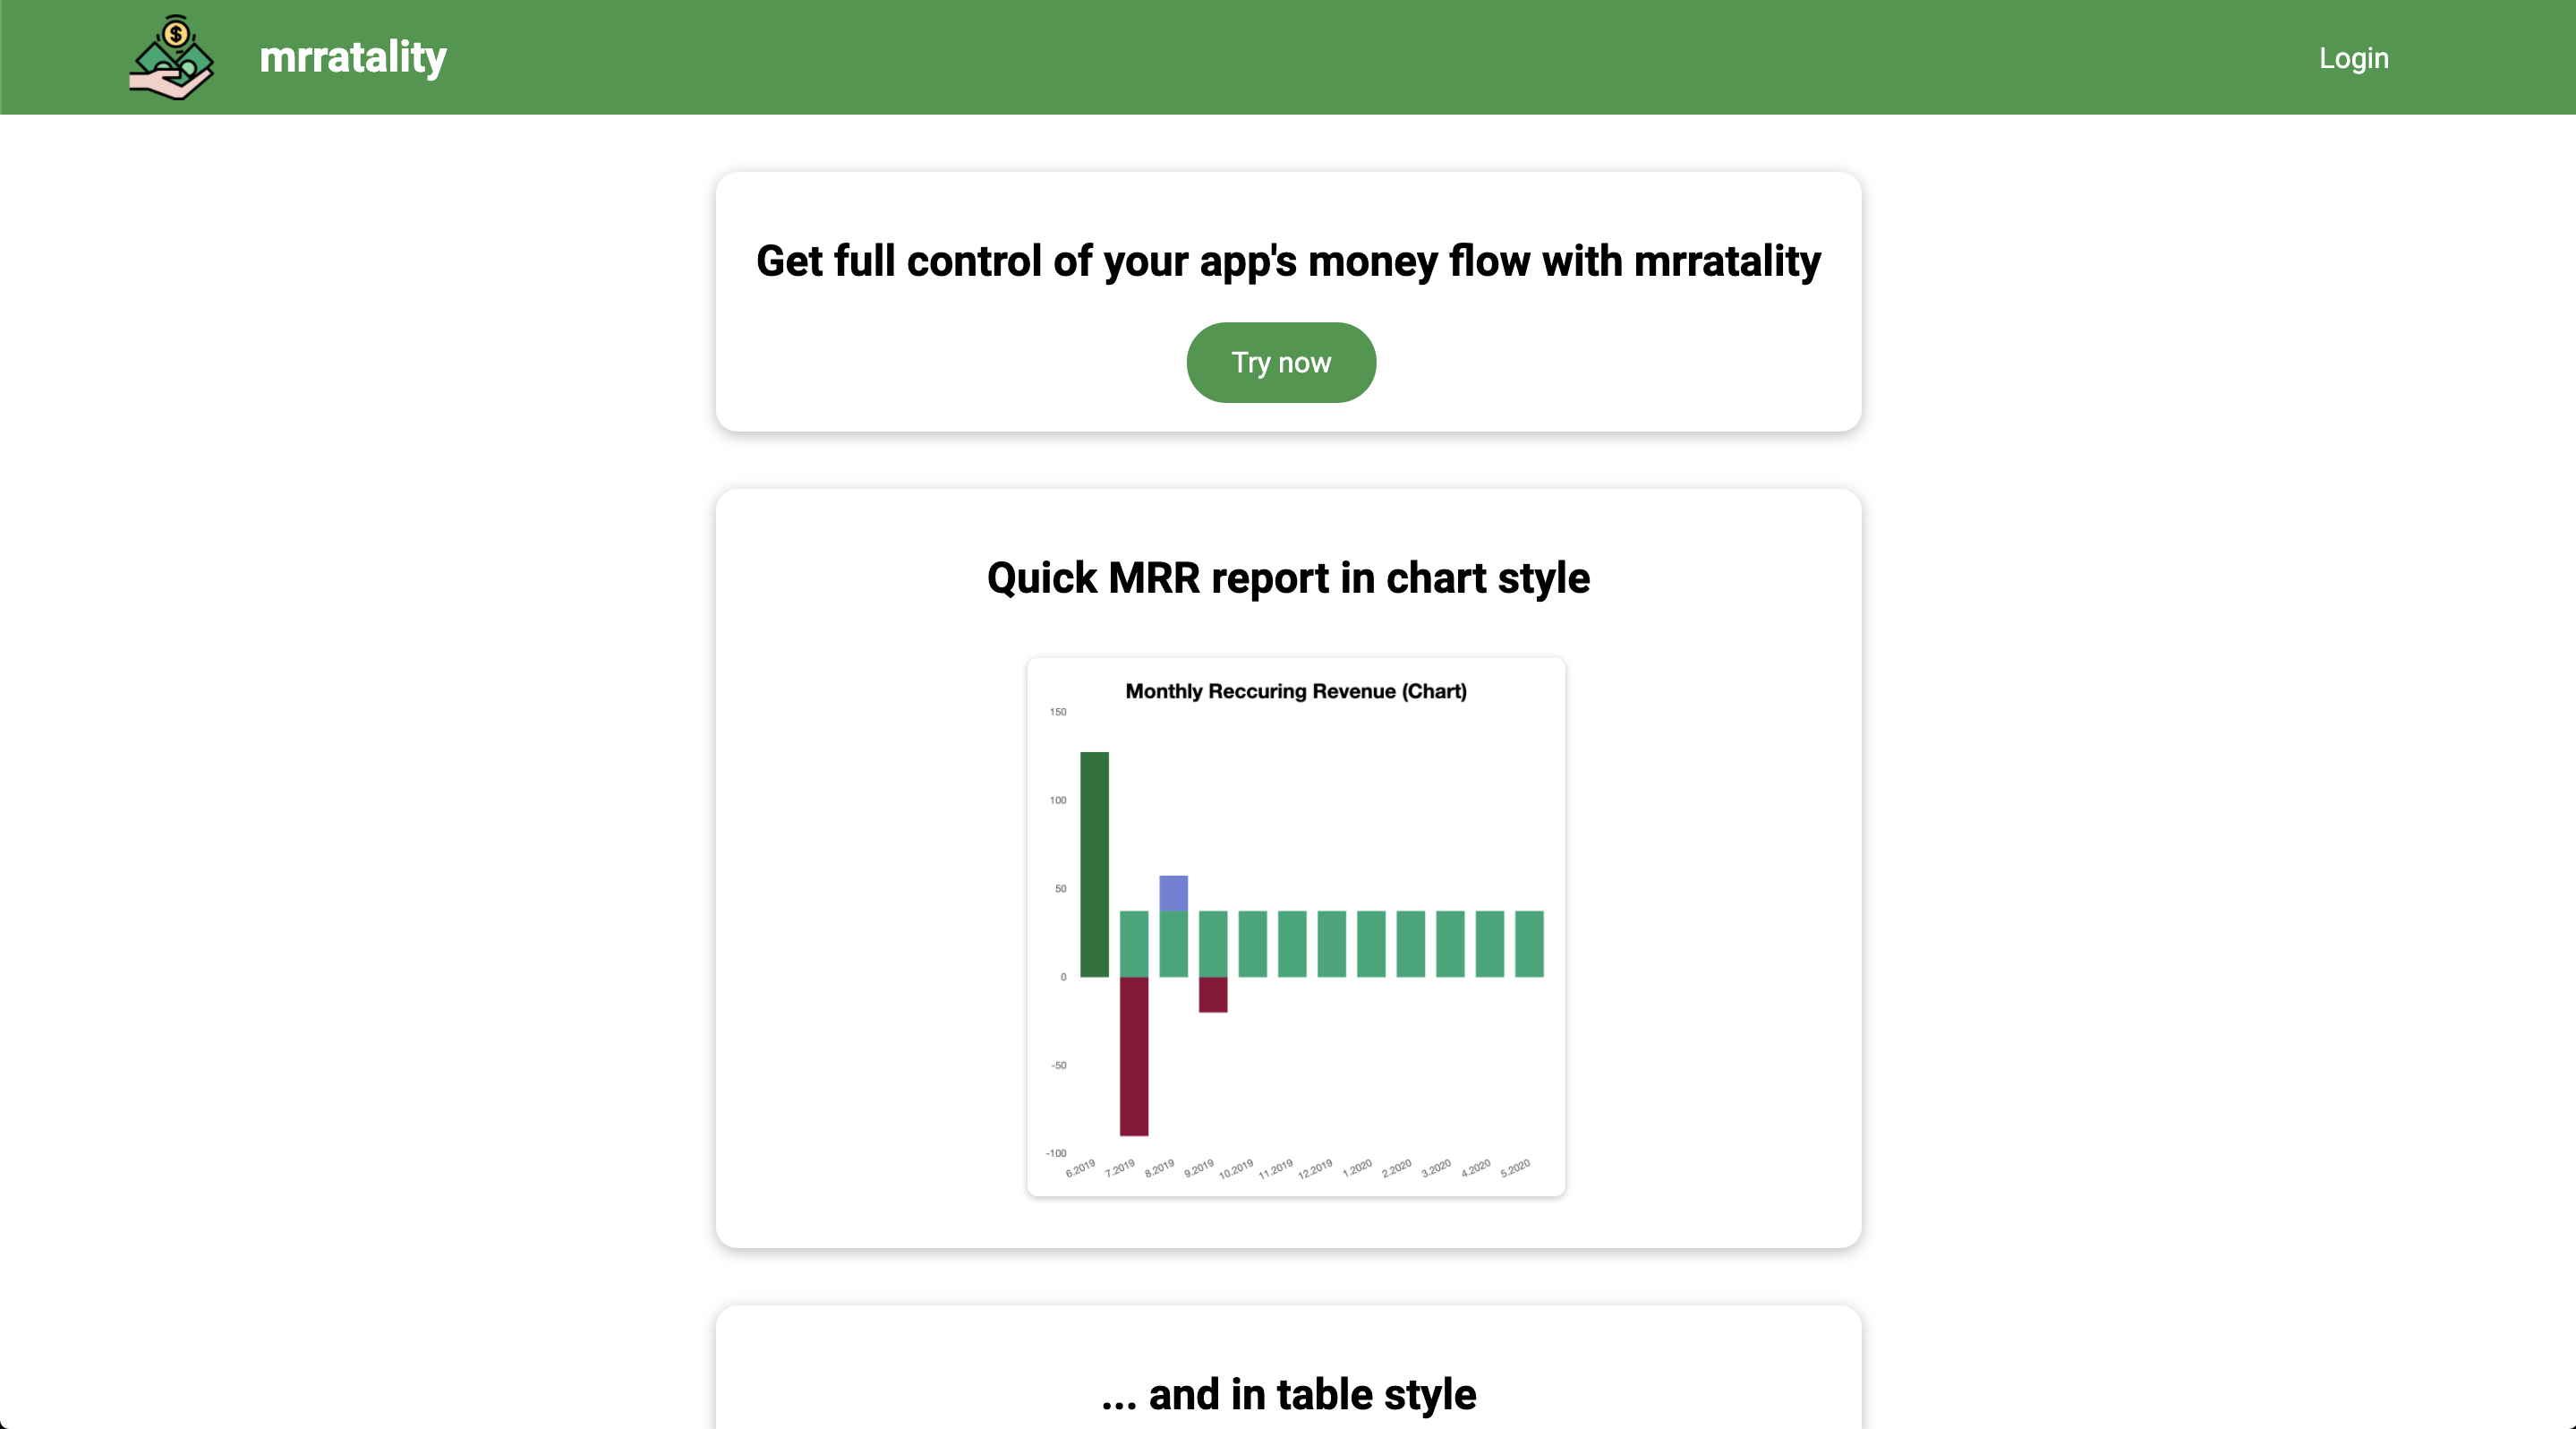 $
mrratality
Login
Get full control of your app's money flow with mrratality
Try now
Quick MRR report in chart style
Monthly Reccuring Revenue (Chart)
150
100
50
0
-50
-100
6.2019 7.2019 8.2019 9.2019 10.2019 11.2019 12.2019 1.2020 2.2020 3.2020 4.2020 5.2020
... and in table style